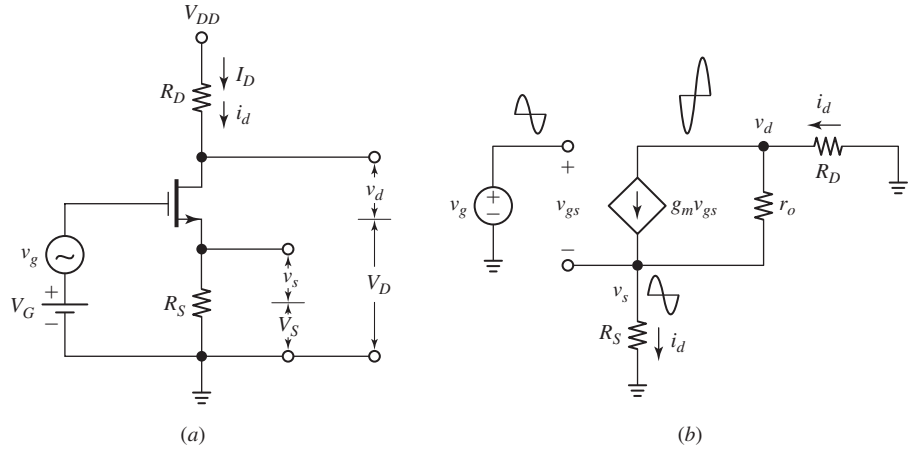 V_DD
I_D
R_D
i_d
v_d
v_g
+
V_G
−
R_S
v_s
V_S
V_D
(a)
i_d
v_d
R_D
+
+
−
v_g
v_gs
g_m v_gs
r_o
−
v_s
R_S
i_d
(b)